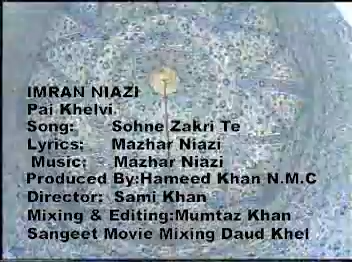 IMRAN NIAZI
Pai Khelvi.
Song: Sohne Zakri Te
Lyrics: Mazhar Niazi
Music: Mazhar Niazi
Produced By:Hameed Khan N.M.C
Director: Sami Khan
Mixing & Editing:Mumtaz Khan
Sangeet Movie Mixing Daud Khel